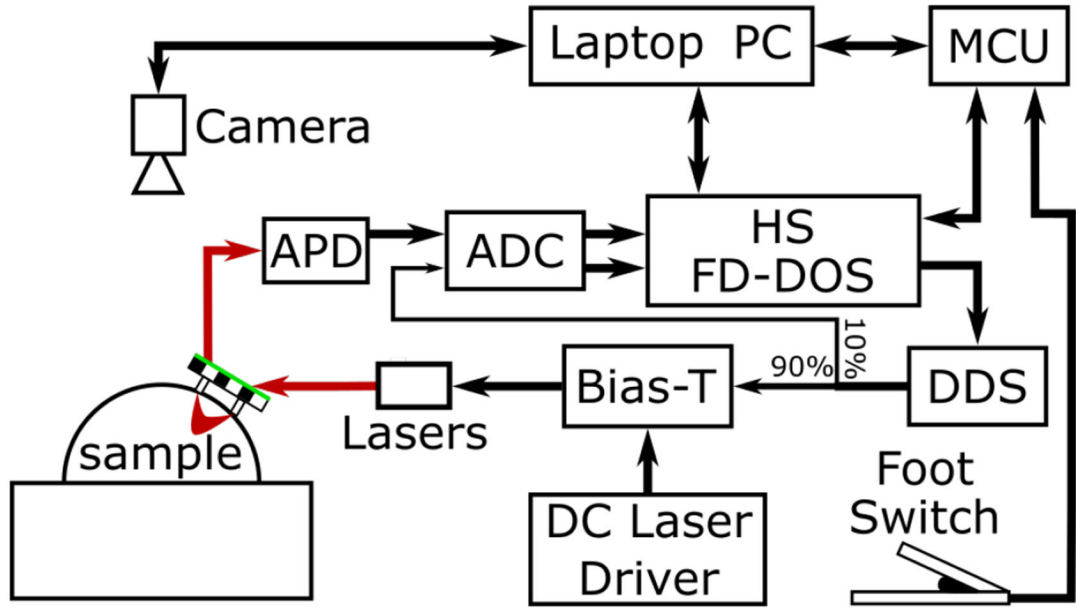 Laptop PC
MCU
Camera
APD
ADC
HS
FD-DOS
10%
90%
Bias-T
DDS
Lasers
sample
DC Laser
Driver
Foot
Switch